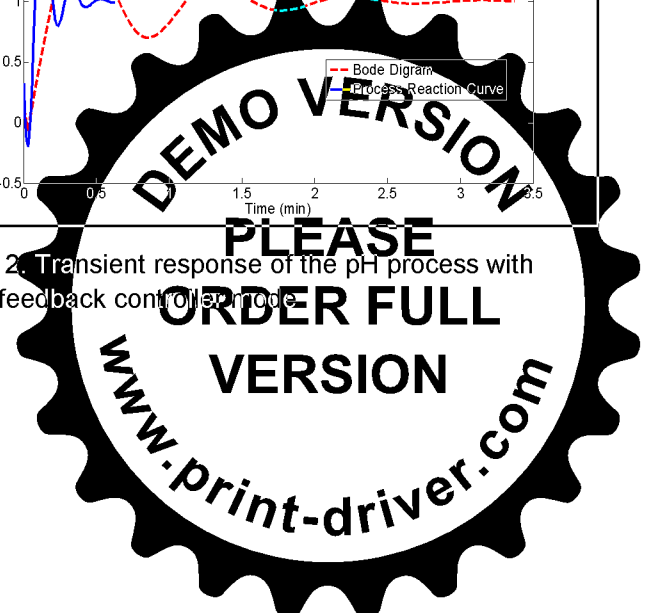 1
0.5
0
-0.5
0 0.5 1 1.5 2 2.5 3 3.5
Time (min)
Bode Digram
Process Reaction Curve
2. Transient response of the pH process with
feedback controller mode
DEMO VERSION
PLEASE
ORDER FULL
VERSION
www.print-driver.com